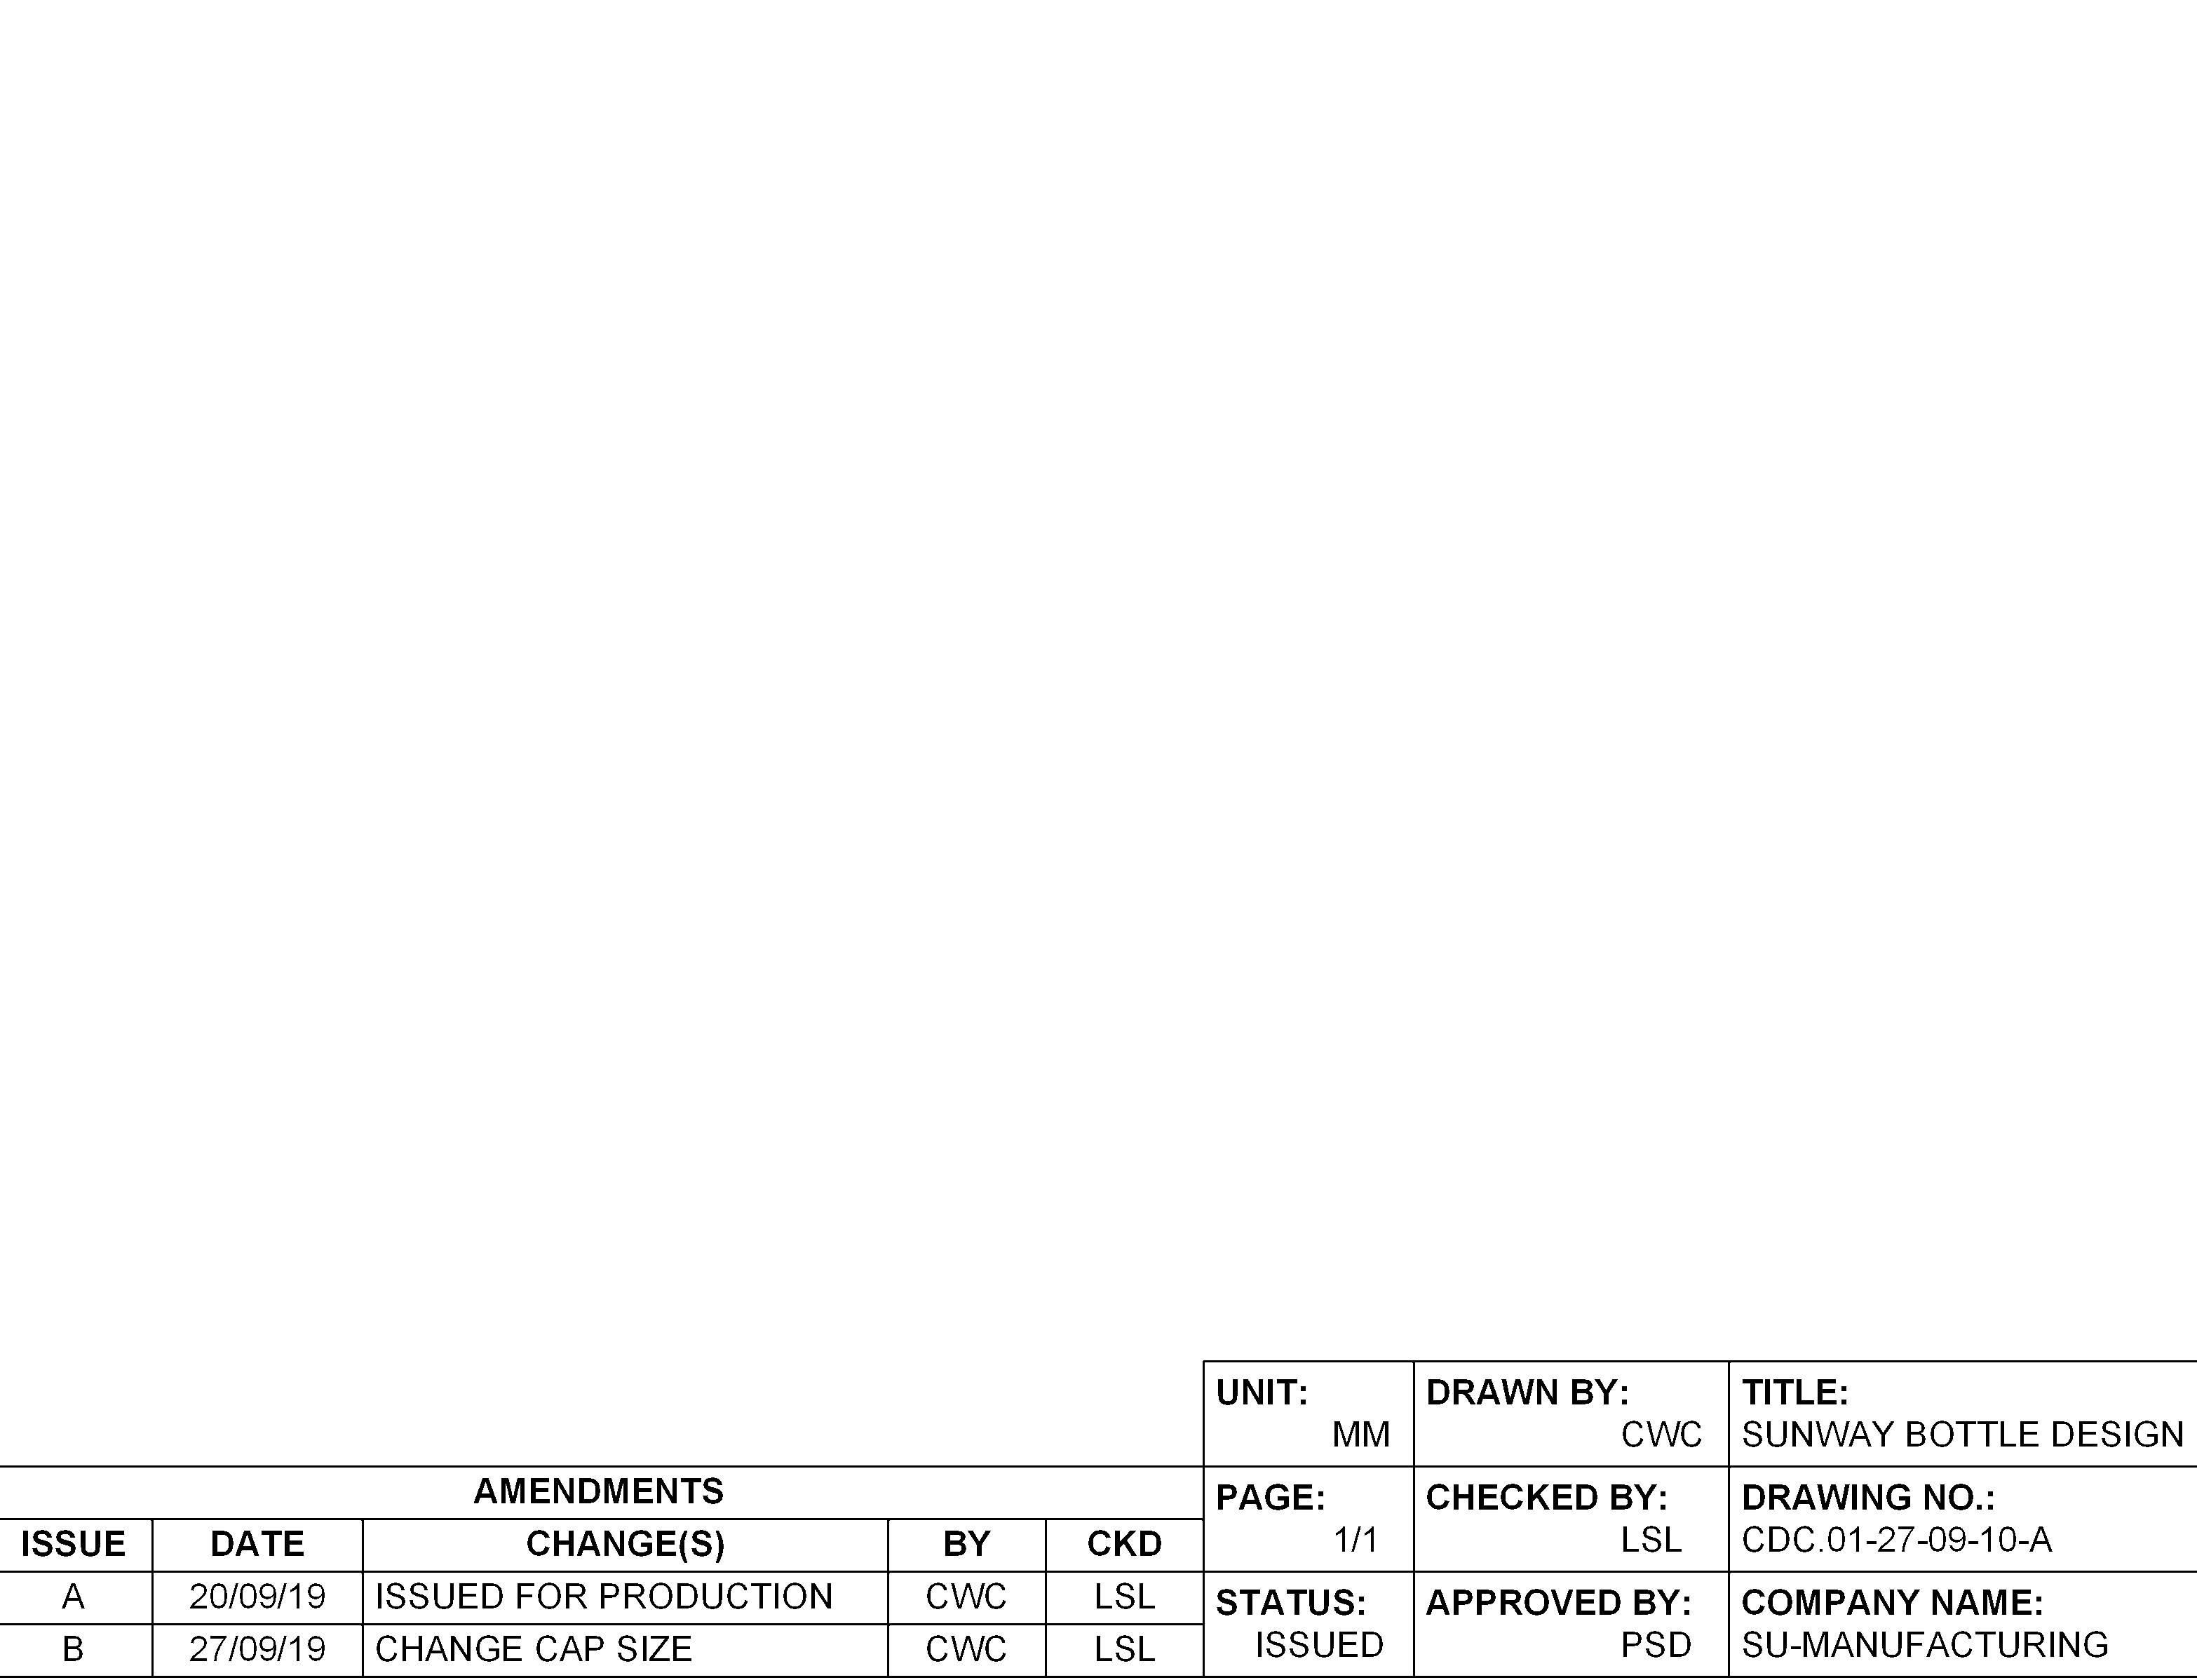 UNIT: DRAWN BY: TITLE:
MM CWC SUNWAY BOTTLE DESIGN
AMENDMENTS
PAGE: CHECKED BY: DRAWING NO.:
1/1 LSL CDC.01-27-09-10-A
ISSUE DATE CHANGE(S) BY CKD
A 20/09/19 ISSUED FOR PRODUCTION CWC LSL
B 27/09/19 CHANGE CAP SIZE CWC LSL
STATUS: APPROVED BY: COMPANY NAME:
ISSUED PSD SU-MANUFACTURING